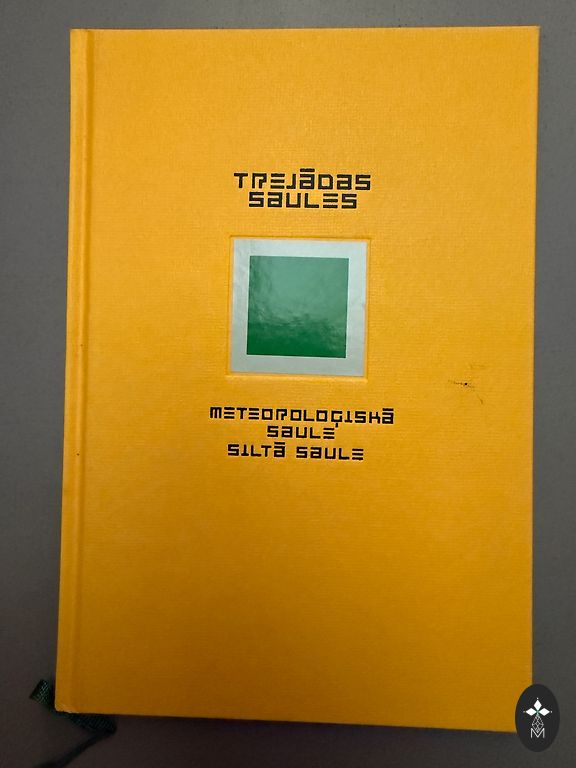 TREJĀDAS
SAULES
METEOROLOĢISKĀ
SAULE
SILTĀ SAULE
M